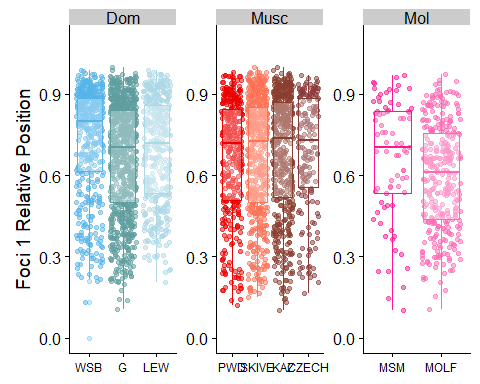 Dom Musc Mol
Foci 1 Relative Position
0.9 0.9 0.9
0.6 0.6 0.6
0.3 0.3 0.3
0.0 0.0 0.0
WSB G LEW PWD SKIVE KAZ CZECH MSM MOLF